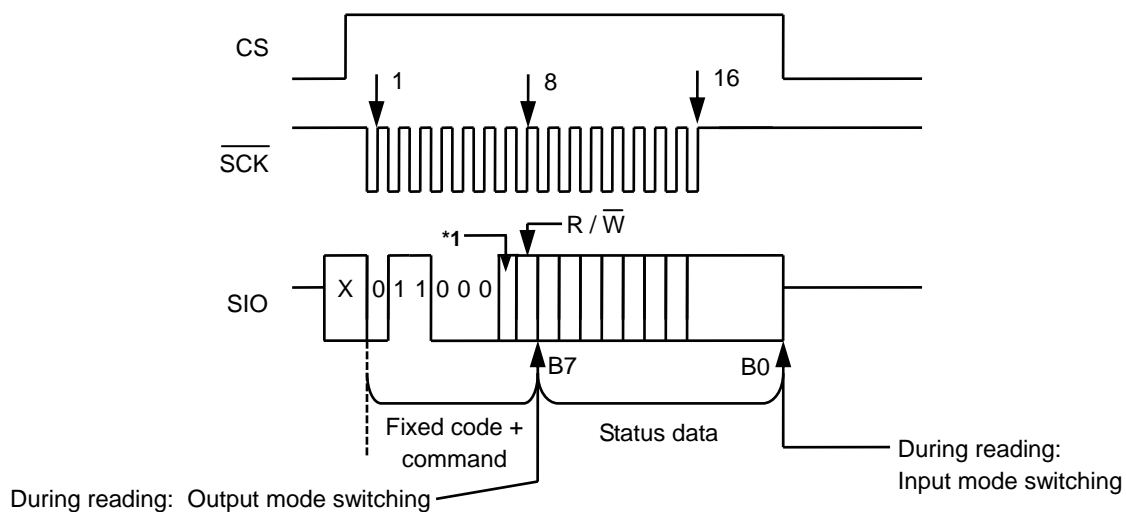 CS
1
8
16
SCK
*1
R / W
SIO
X 0 1 1 0 0 0
B7
B0
Fixed code +
command
Status data
During reading:
Input mode switching
During reading: Output mode switching